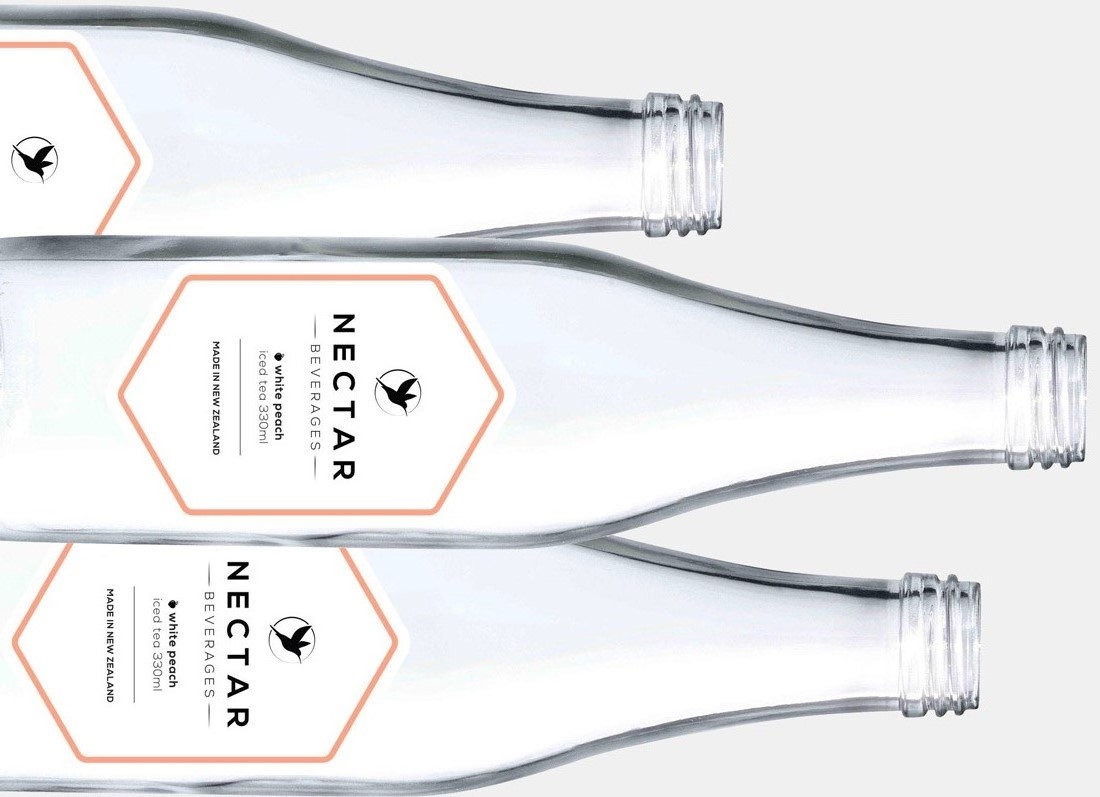 NECTAR
BEVERAGES
white peach
iced tea 330ml
MADE IN NEW ZEALAND
NECTAR
BEVERAGES
white peach
iced tea 330ml
MADE IN NEW ZEALAND